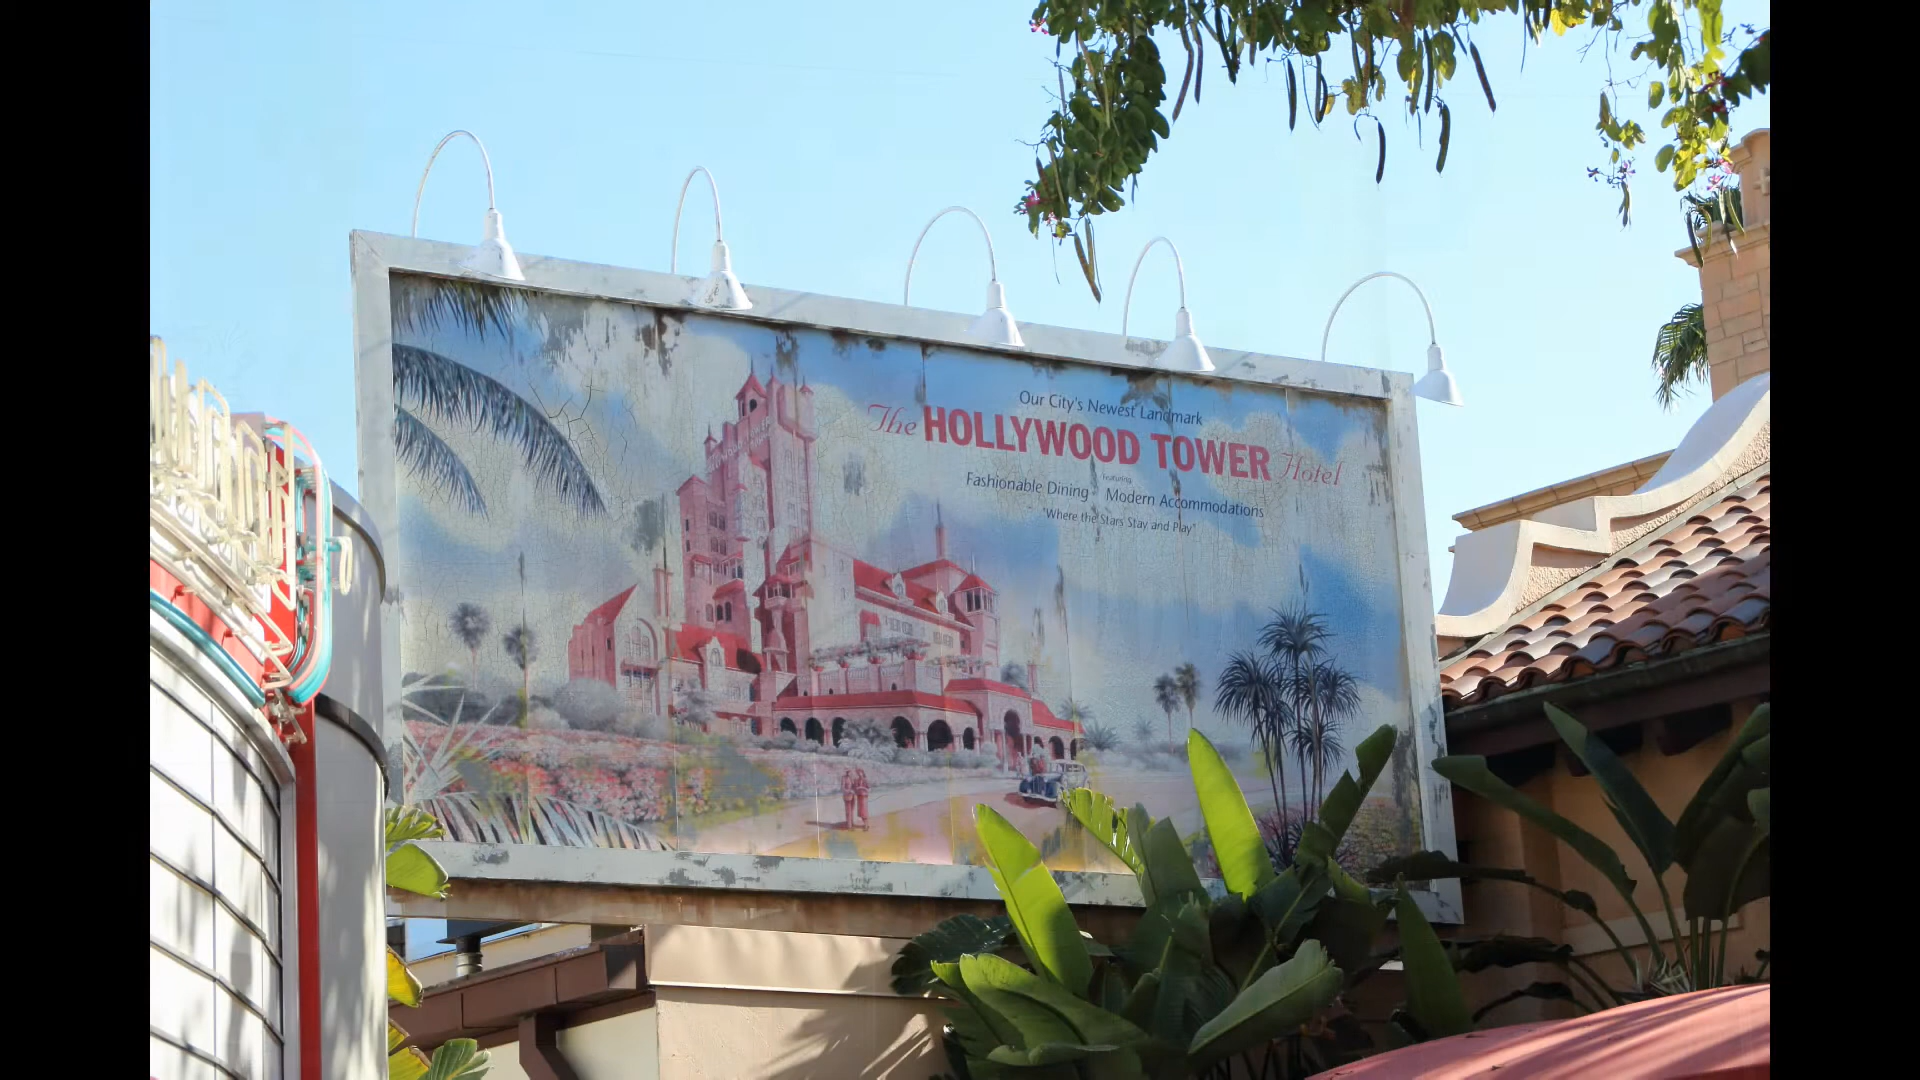 Our City's Newest Landmark
The HOLLYWOOD TOWER Hotel
Featuring
Fashionable Dining Modern Accommodations
"Where the Stars Stay and Play"